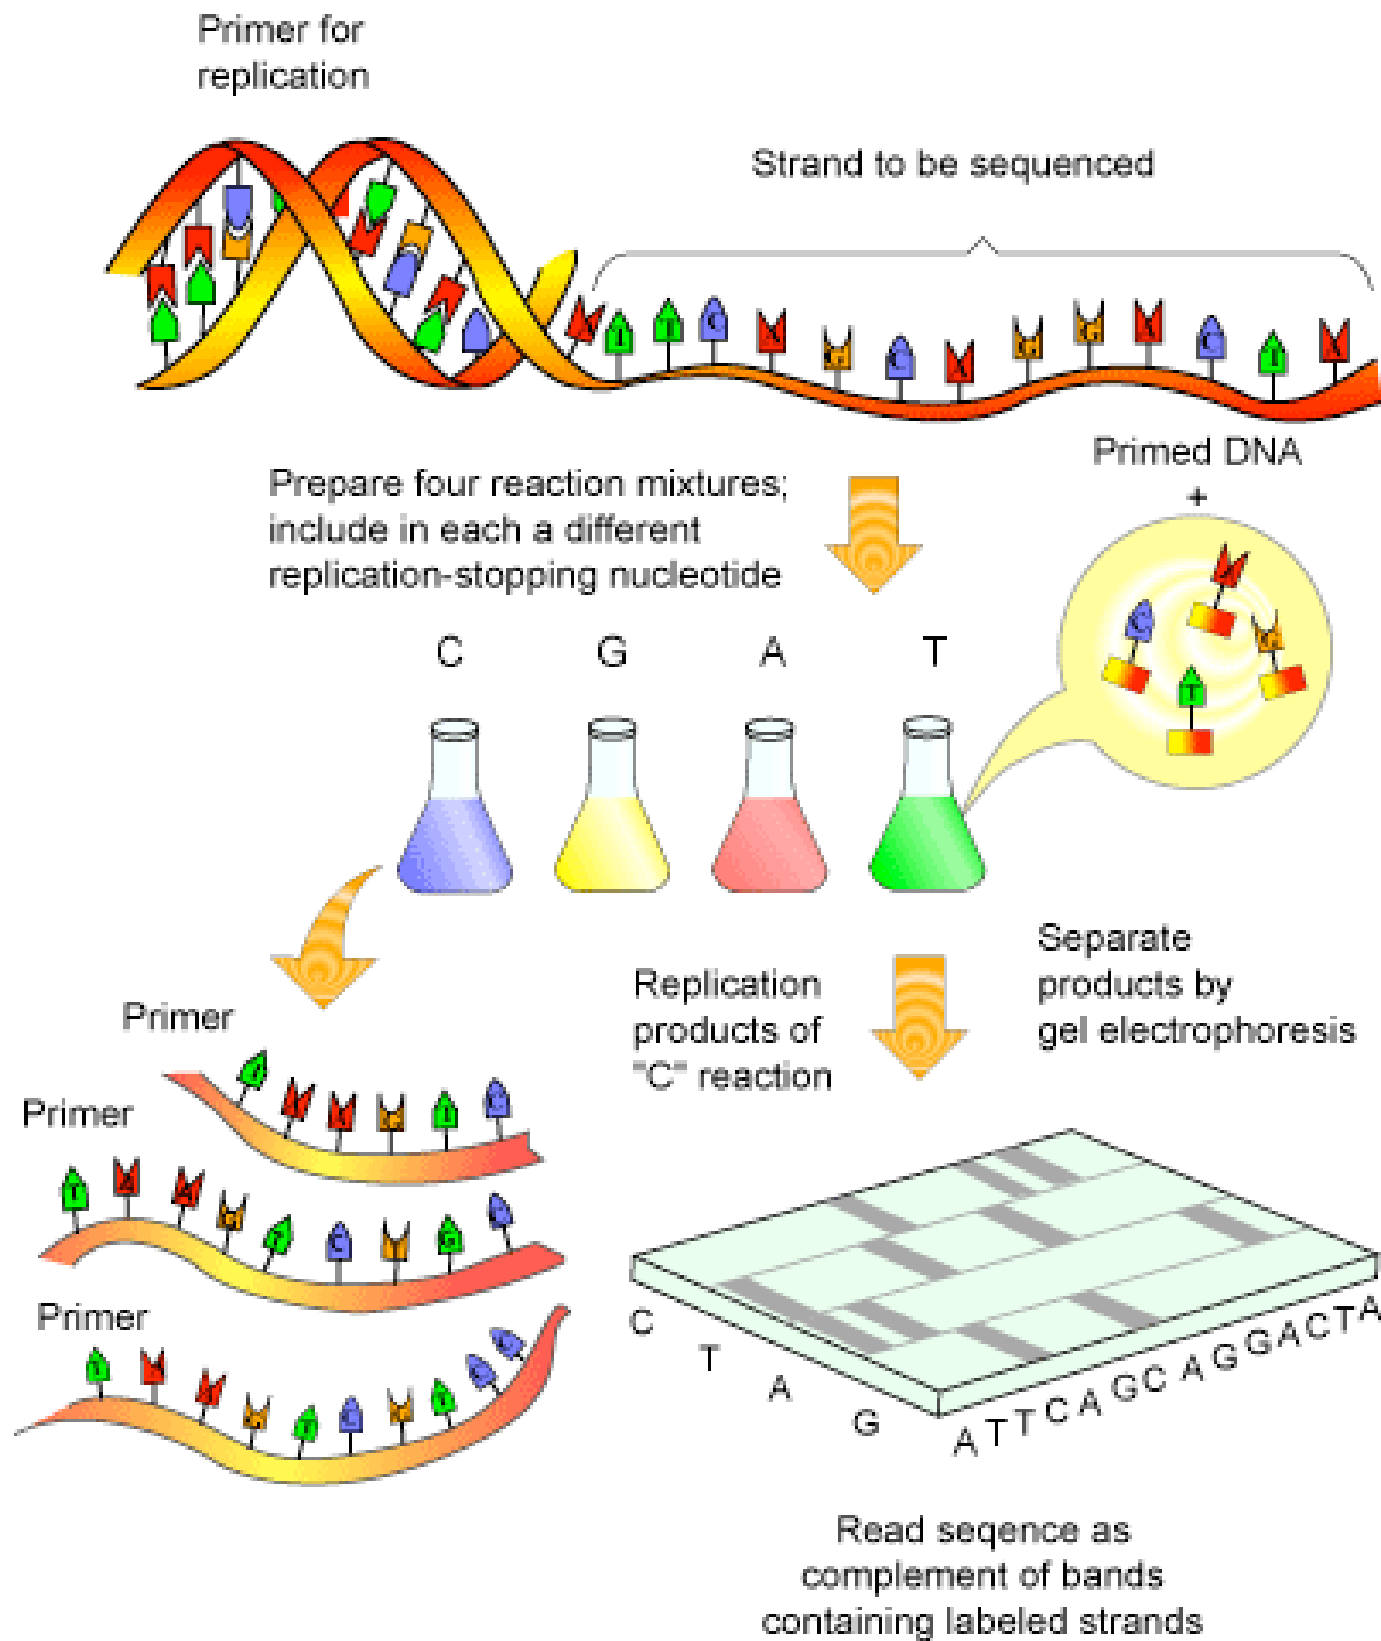 Primer for
replication
Strand to be sequenced
A T T C A G C A G G A C T A
Primed DNA
+
Prepare four reaction mixtures;
include in each a different
replication-stopping nucleotide
A
C
G
T
C G A T
Separate
products by
gel electrophoresis
Replication
products of
"C" reaction
Primer
T A A G T C
Primer
T A A G T C
G C
Primer
T A A G T C
T C C
C
T
A
G
A T T C A G C A G G A C T A
Read seqence as
complement of bands
containing labeled strands